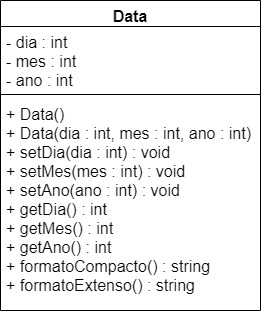 Data
- dia : int
- mes : int
- ano : int
+ Data()
+ Data(dia : int, mes : int, ano : int)
+ setDia(dia : int) : void
+ setMes(mes : int) : void
+ setAno(ano : int) : void
+ getDia() : int
+ getMes() : int
+ getAno() : int
+ formatoCompacto() : string
+ formatoExtenso() : string